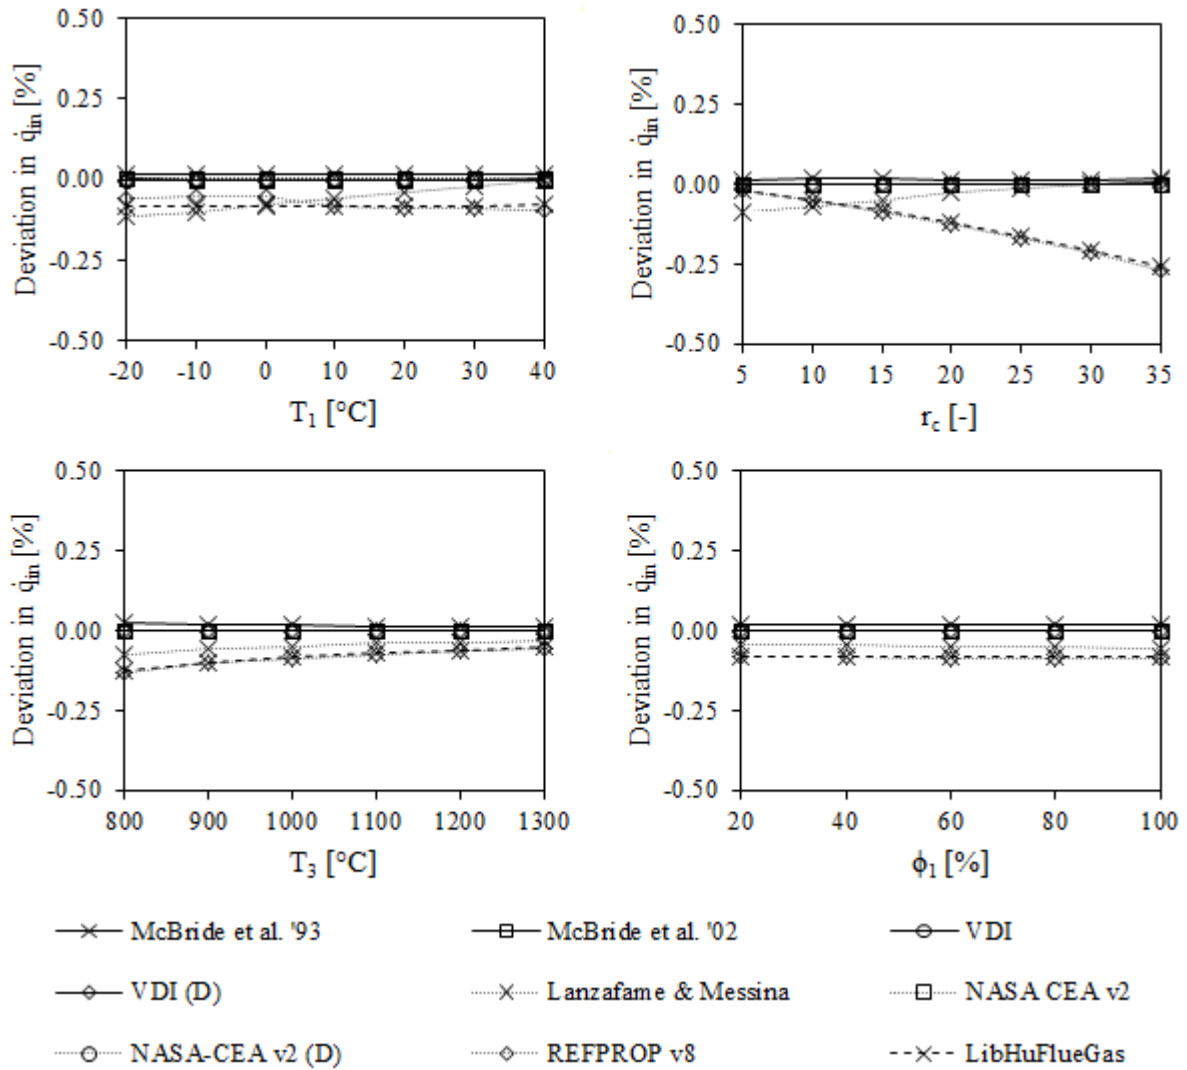 0.50
0.25
0.00
-0.25
-0.50
Deviation in q̇in [%]
-20 -10 0 10 20 30 40
T1 [°C]
0.50
0.25
0.00
-0.25
-0.50
Deviation in q̇in [%]
5 10 15 20 25 30 35
rc [-]
0.50
0.25
0.00
-0.25
-0.50
Deviation in q̇in [%]
800 900 1000 1100 1200 1300
T3 [°C]
0.50
0.25
0.00
-0.25
-0.50
Deviation in q̇in [%]
20 40 60 80 100
ϕ1 [%]
McBride et al. '93
McBride et al. '02
VDI
VDI (D)
Lanzafame & Messina
NASA CEA v2
NASA-CEA v2 (D)
REFPROP v8
LibHuFlueGas